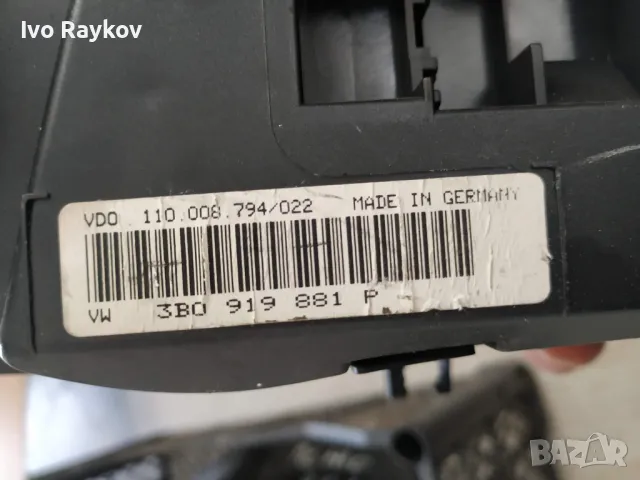 Ivo Raykov
VDO 110.008.794/022 MADE IN GERMANY
VW 3B0 919 881 P
bazar